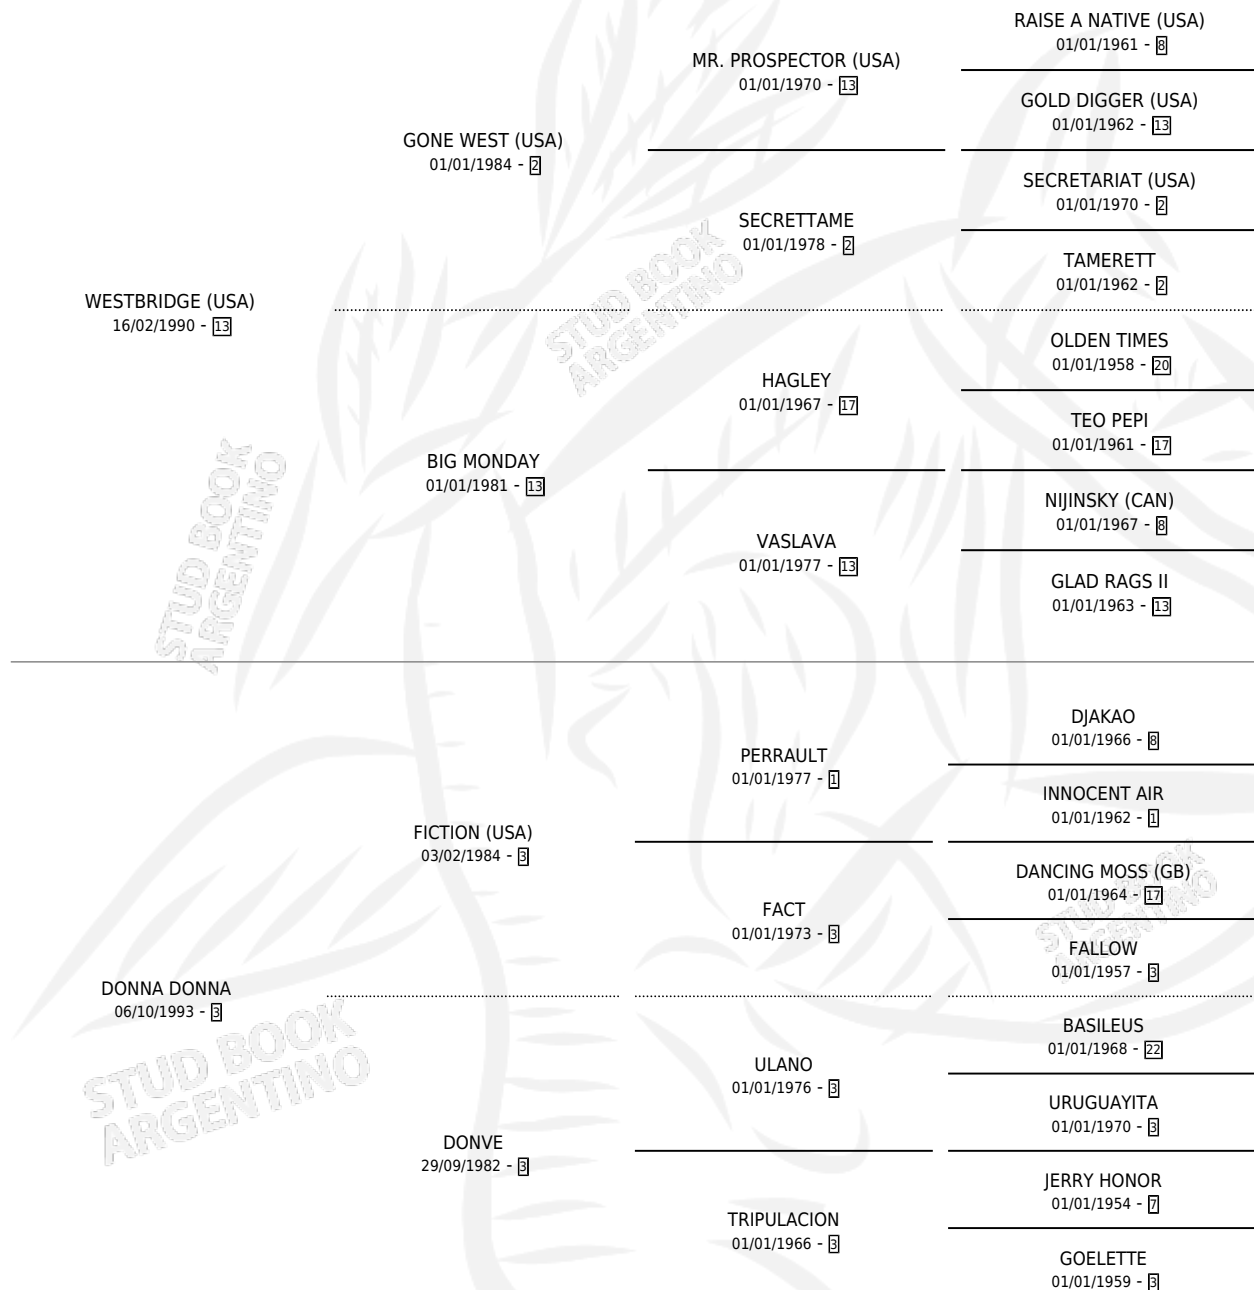 RAISE A NATIVE (USA)
01/01/1961 - 8
MR. PROSPECTOR (USA)
01/01/1970 - 13
GOLD DIGGER (USA)
01/01/1962 - 13
GONE WEST (USA)
01/01/1984 - 2
SECRETARIAT (USA)
01/01/1970 - 2
SECRETTAME
01/01/1978 - 2
TAMERETT
01/01/1962 - 2
WESTBRIDGE (USA)
16/02/1990 - 13
OLDEN TIMES
01/01/1958 - 20
HAGLEY
01/01/1967 - 17
TEO PEPI
01/01/1961 - 17
BIG MONDAY
01/01/1981 - 13
NIJINSKY (CAN)
01/01/1967 - 8
VASLAVA
01/01/1977 - 13
GLAD RAGS II
01/01/1963 - 13
DJAKAO
01/01/1966 - 8
PERRAULT
01/01/1977 - 1
INNOCENT AIR
01/01/1962 - 1
FICTION (USA)
03/02/1984 - 3
DANCING MOSS (GB)
01/01/1964 - 17
FACT
01/01/1973 - 3
FALLOW
01/01/1957 - 3
DONNA DONNA
06/10/1993 - 3
BASILEUS
01/01/1968 - 22
ULANO
01/01/1976 - 3
URUGUAYITA
01/01/1970 - 3
DONVE
29/09/1982 - 3
JERRY HONOR
01/01/1954 - 7
TRIPULACION
01/01/1966 - 3
GOELETTE
01/01/1959 - 3
STUD BOOK
ARGENTINO
STUD BOOK
ARGENTINO
STUD BOOK
ARGENTINO
STUD BOOK
ARGENTINO